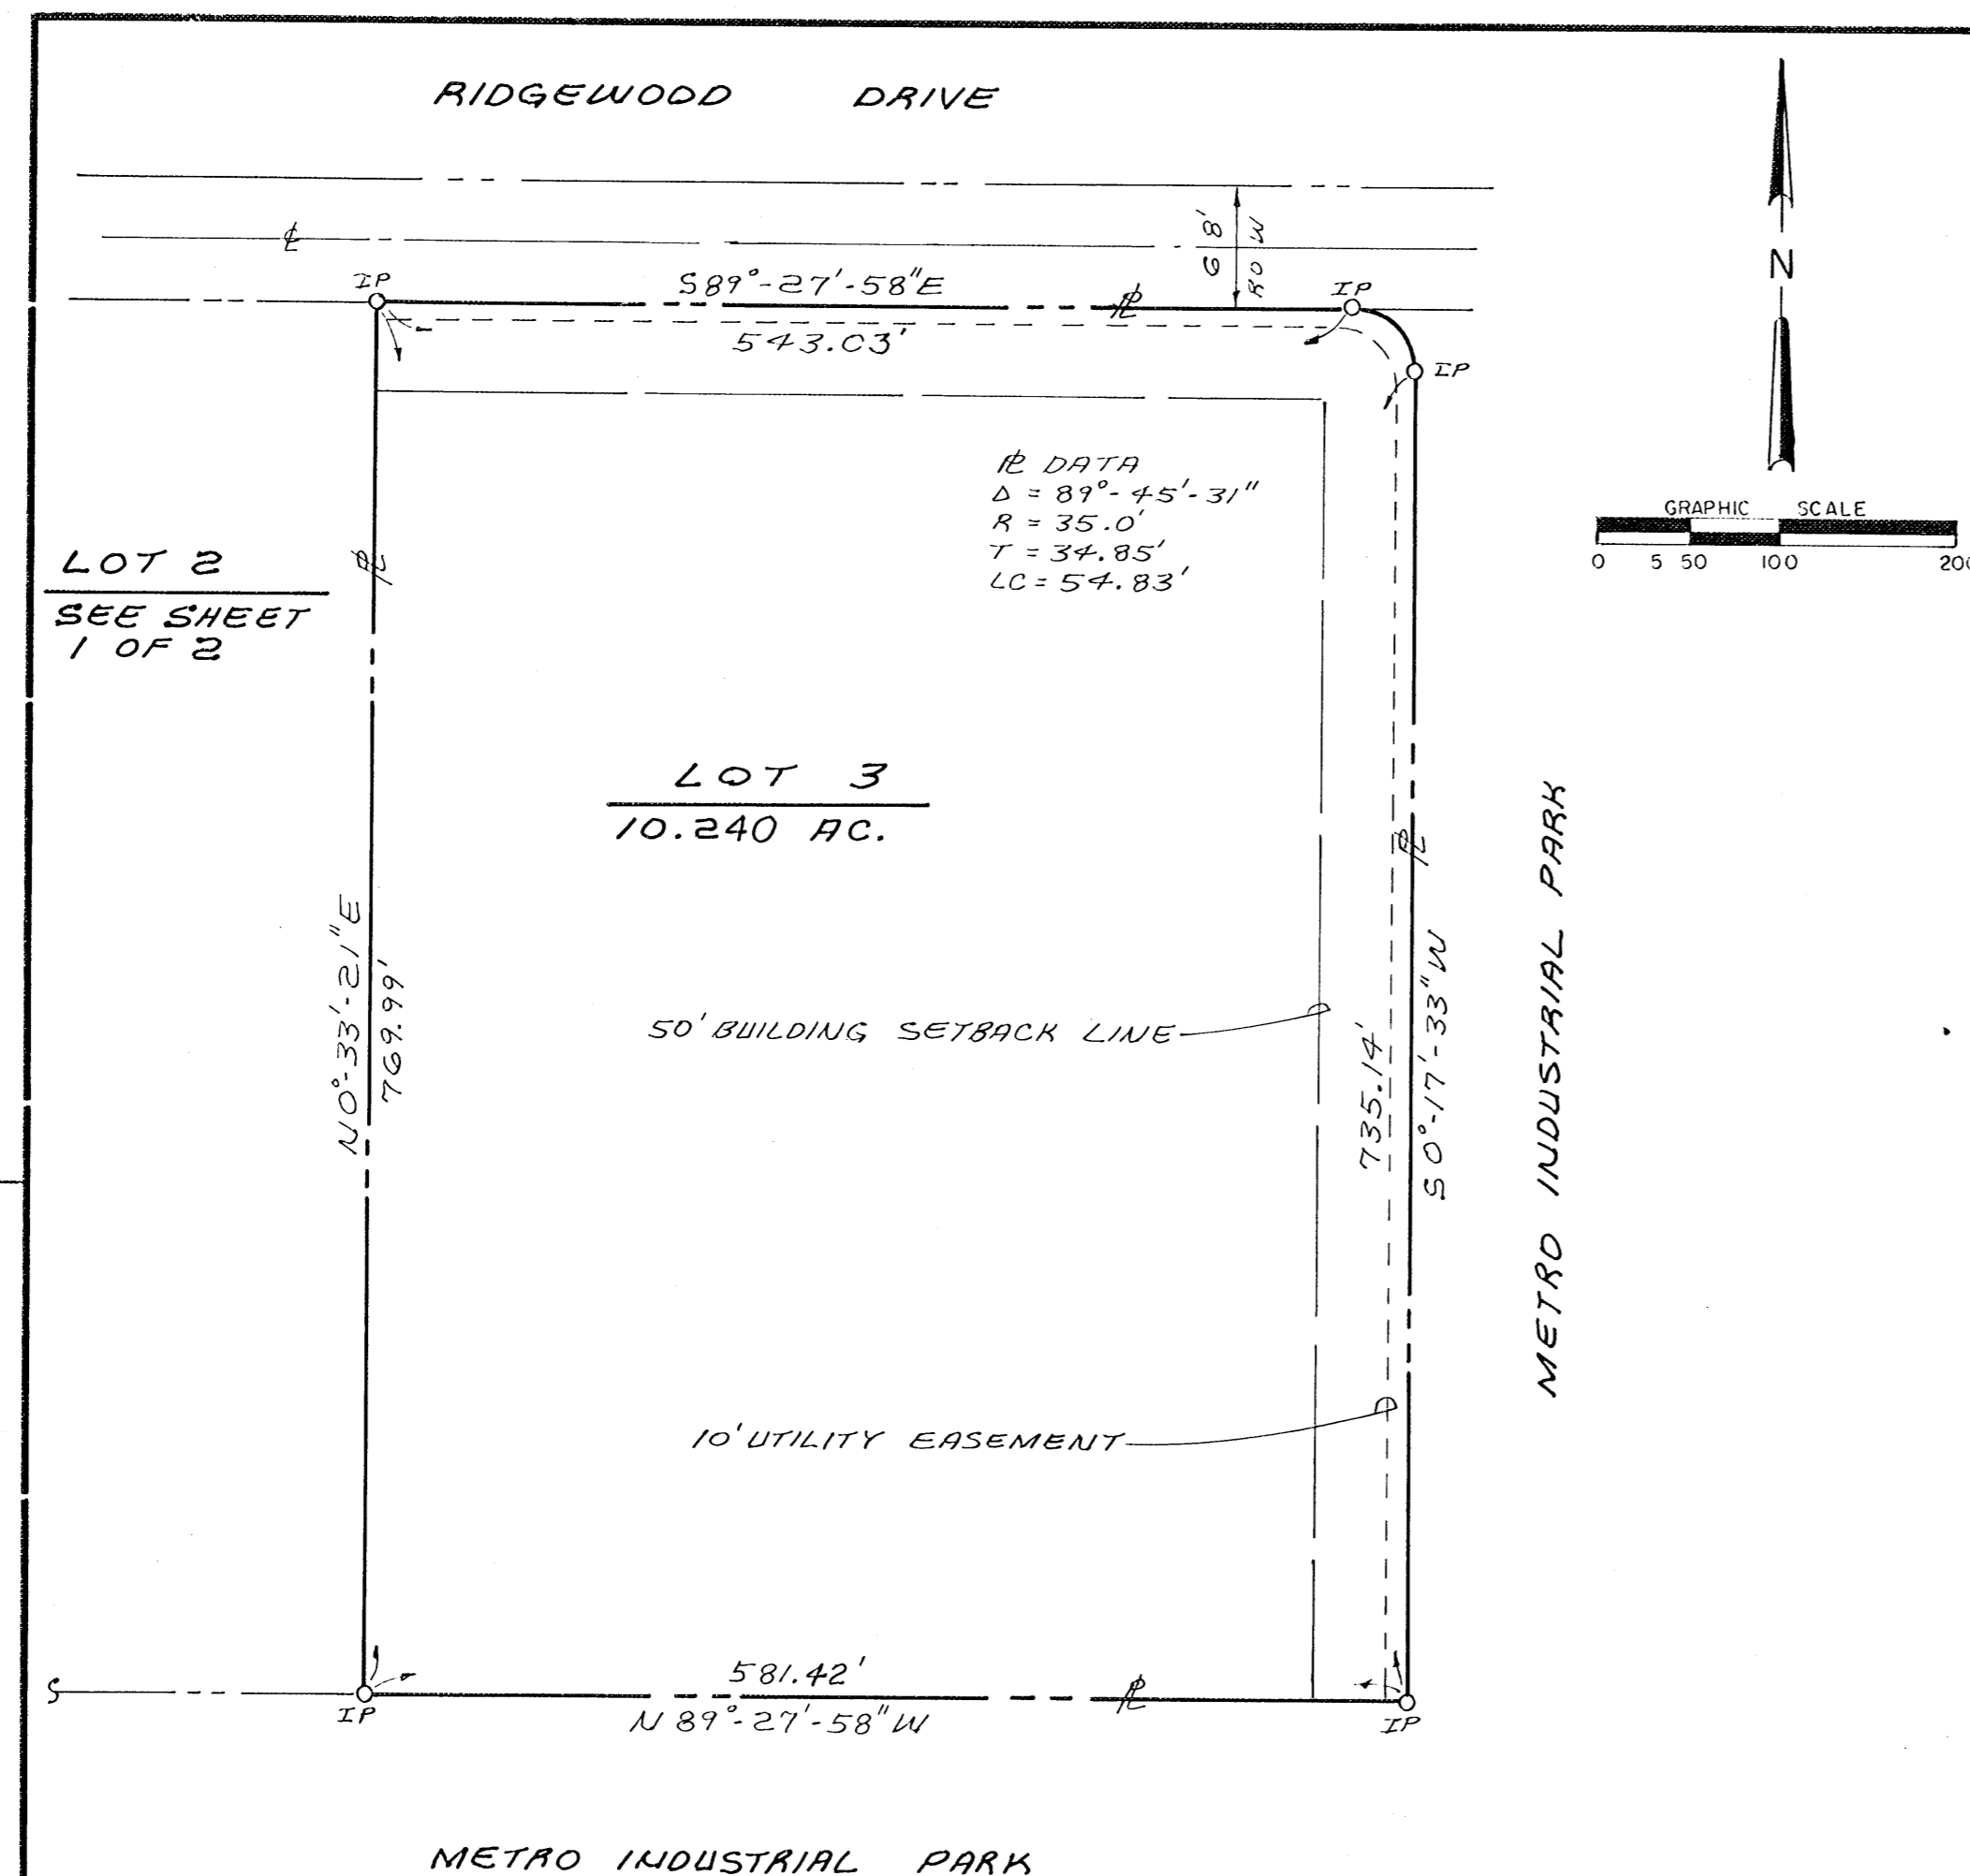 RIDGEWOOD DRIVE
68'
ROW
N
℄
IP
S89°-27'-58"E
℄
IP
543.03'
IP
℄ DATA
Δ = 89°-45'-31"
R = 35.0'
T = 34.85'
LC = 54.83'
GRAPHIC SCALE
0 5 50 100 200
LOT 2
SEE SHEET
1 OF 2
℄
LOT 3
10.240 AC.
℄
N0°-33'-21"E
769.99'
50' BUILDING SETBACK LINE
735.14'
S0°-17'-33"W
METRO INDUSTRIAL PARK
10' UTILITY EASEMENT
581.42'
℄
IP
N89°-27'-58"W
IP
METRO INDUSTRIAL PARK